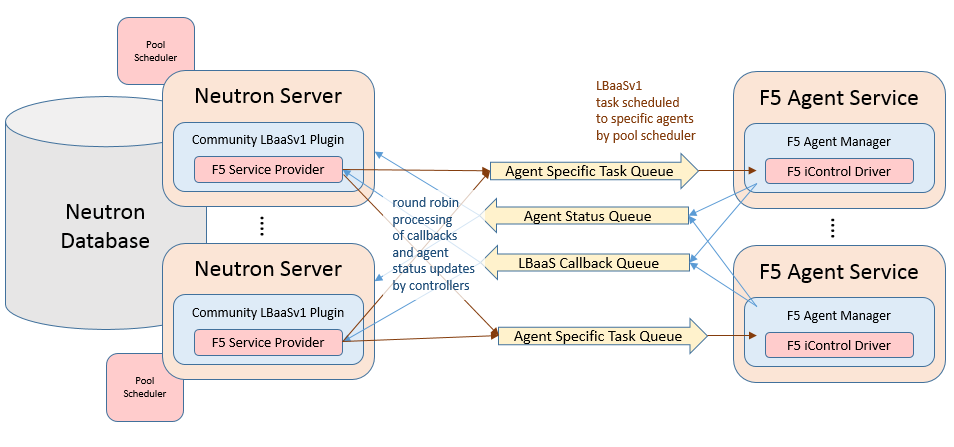 Pool
Scheduler
Neutron Server
Community LBaaSv1 Plugin
F5 Service Provider
Neutron
Database
Neutron Server
Community LBaaSv1 Plugin
F5 Service Provider
Pool
Scheduler
round robin
processing
of callbacks
and agent
status updates
by controllers
LBaaSv1
task scheduled
to specific agents
by pool scheduler
Agent Specific Task Queue
Agent Status Queue
LBaaS Callback Queue
Agent Specific Task Queue
F5 Agent Service
F5 Agent Manager
F5 iControl Driver
F5 Agent Service
F5 Agent Manager
F5 iControl Driver